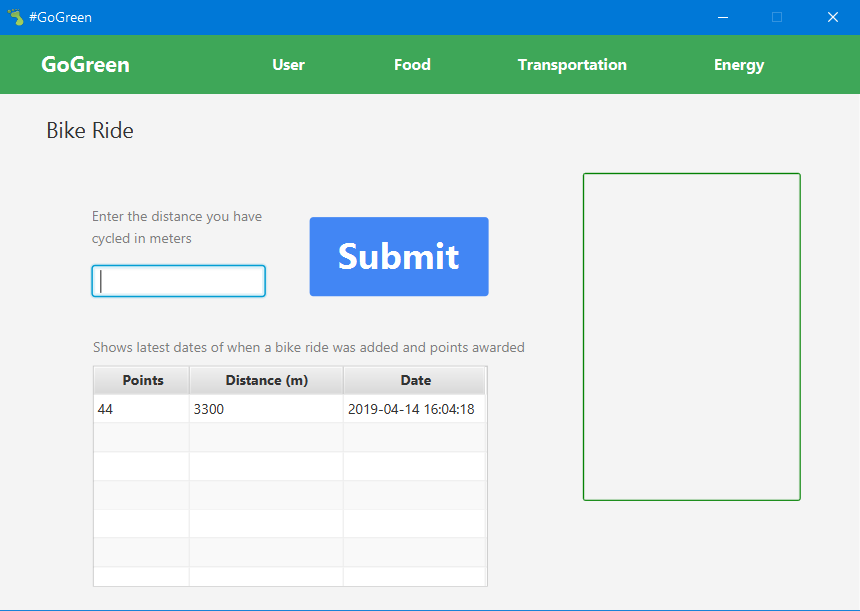 #GoGreen
GoGreen User Food Transportation Energy
Bike Ride
Enter the distance you have
cycled in meters
Submit
Shows latest dates of when a bike ride was added and points awarded
Points Distance (m) Date
44 3300 2019-04-14 16:04:18